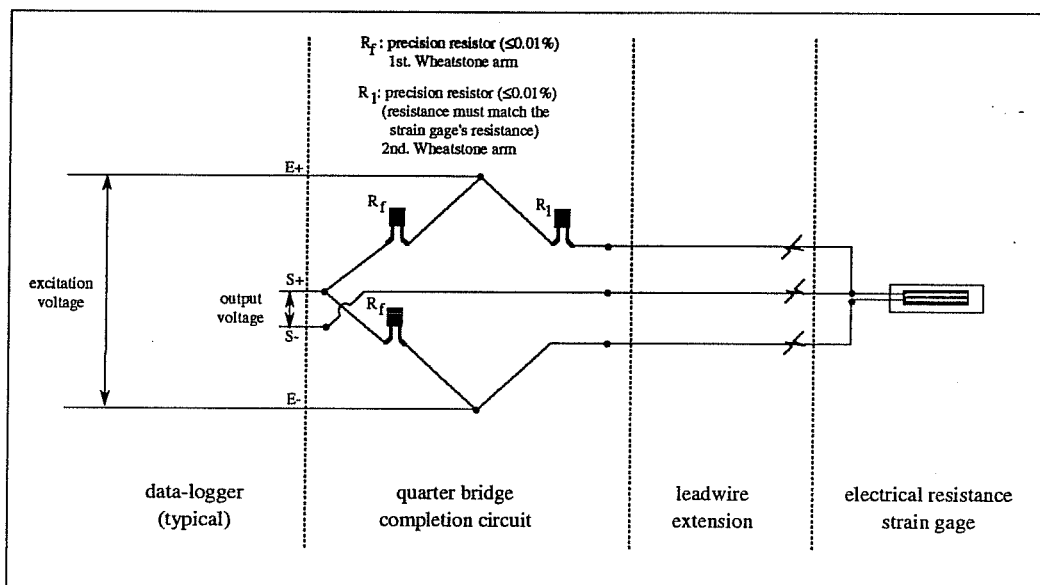 R_f: precision resistor (≤0.01%)
1st. Wheatstone arm
R_1: precision resistor (≤0.01%)
(resistance must match the
strain gage's resistance)
2nd. Wheatstone arm
E+
R_f
R_1
excitation
voltage
S+
output
voltage
S-
R_f
E-
data-logger
(typical)
quarter bridge
completion circuit
leadwire
extension
electrical resistance
strain gage